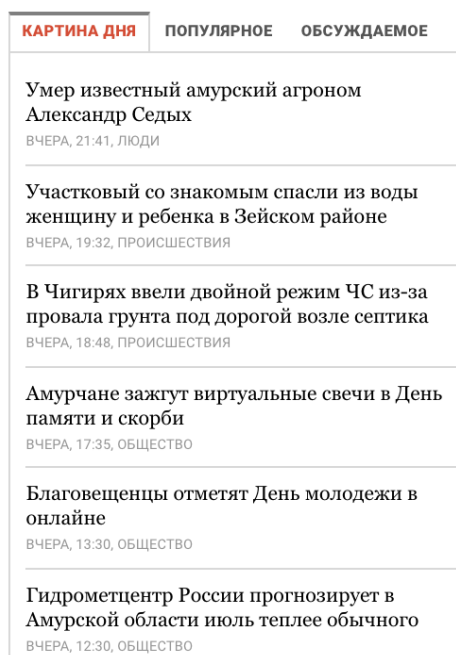 КАРТИНА ДНЯ ПОПУЛЯРНОЕ ОБСУЖДАЕМОЕ
Умер известный амурский агроном
Александр Седых
ВЧЕРА, 21:41, ЛЮДИ
Участковый со знакомым спасли из воды
женщину и ребенка в Зейском районе
ВЧЕРА, 19:32, ПРОИСШЕСТВИЯ
В Чигирях ввели двойной режим ЧС из-за
провала грунта под дорогой возле септика
ВЧЕРА, 18:48, ПРОИСШЕСТВИЯ
Амурчане зажгут виртуальные свечи в День
памяти и скорби
ВЧЕРА, 17:35, ОБЩЕСТВО
Благовещенцы отметят День молодежи в
онлайне
ВЧЕРА, 13:30, ОБЩЕСТВО
Гидрометцентр России прогнозирует в
Амурской области июль теплее обычного
ВЧЕРА, 12:30, ОБЩЕСТВО